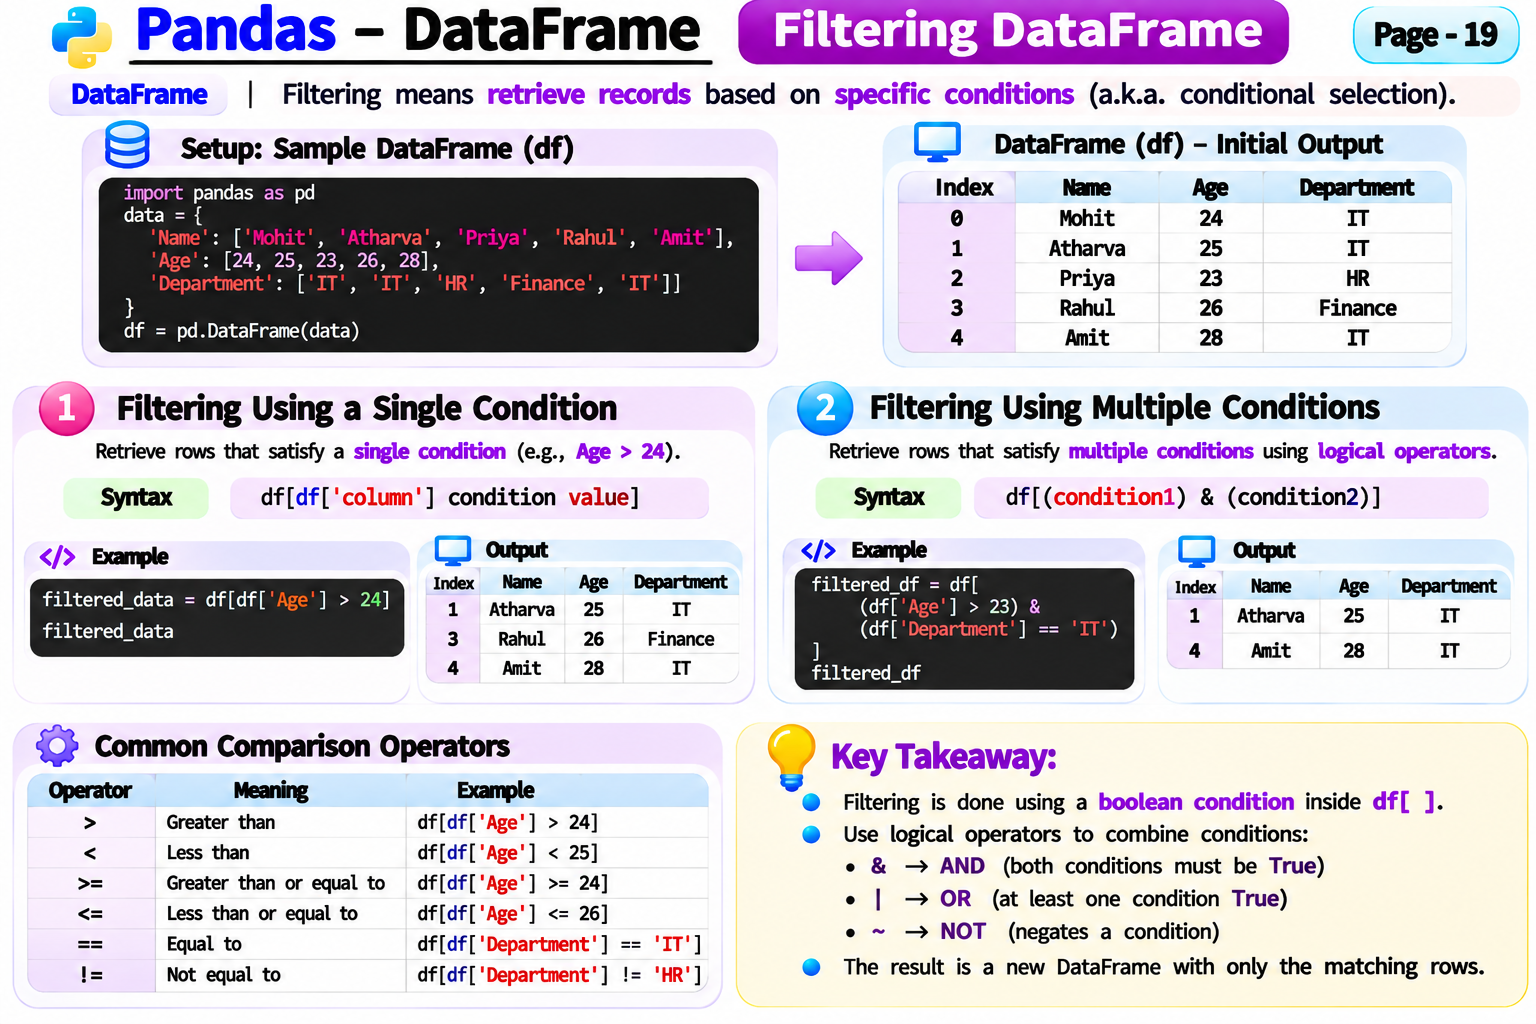 Pandas – DataFrame
Filtering DataFrame
Page - 19
DataFrame | Filtering means retrieve records based on specific conditions (a.k.a. conditional selection).
Setup: Sample DataFrame (df)
import pandas as pd
data = {
'Name': ['Mohit', 'Atharva', 'Priya', 'Rahul', 'Amit'],
'Age': [24, 25, 23, 26, 28],
'Department': ['IT', 'IT', 'HR', 'Finance', 'IT']]
}
df = pd.DataFrame(data)
DataFrame (df) – Initial Output
Index Name Age Department
0 Mohit 24 IT
1 Atharva 25 IT
2 Priya 23 HR
3 Rahul 26 Finance
4 Amit 28 IT
1 Filtering Using a Single Condition
Retrieve rows that satisfy a single condition (e.g., Age > 24).
Syntax df[df['column'] condition value]
</> Example
filtered_data = df[df['Age'] > 24]
filtered_data
Output
Index Name Age Department
1 Atharva 25 IT
3 Rahul 26 Finance
4 Amit 28 IT
2 Filtering Using Multiple Conditions
Retrieve rows that satisfy multiple conditions using logical operators.
Syntax df[(condition1) & (condition2)]
</> Example
filtered_df = df[
(df['Age'] > 23) &
(df['Department'] == 'IT')
]
filtered_df
Output
Index Name Age Department
1 Atharva 25 IT
4 Amit 28 IT
Common Comparison Operators
Operator Meaning Example
> Greater than df[df['Age'] > 24]
< Less than df[df['Age'] < 25]
>= Greater than or equal to df[df['Age'] >= 24]
<= Less than or equal to df[df['Age'] <= 26]
== Equal to df[df['Department'] == 'IT']
!= Not equal to df[df['Department'] != 'HR']
Key Takeaway:
Filtering is done using a boolean condition inside df[ ].
Use logical operators to combine conditions:
• & → AND (both conditions must be True)
• | → OR (at least one condition True)
• ~ → NOT (negates a condition)
The result is a new DataFrame with only the matching rows.